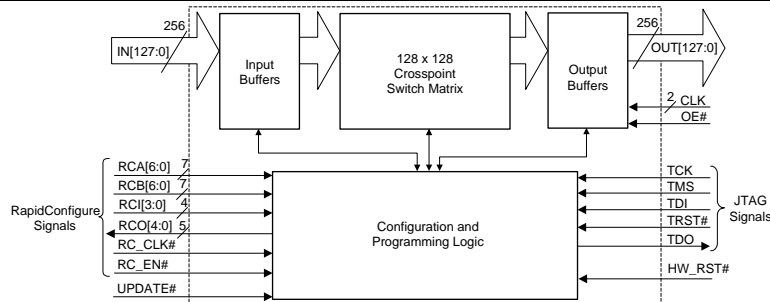 256
IN[127:0]
Input
Buffers
128 x 128
Crosspoint
Switch Matrix
Output
Buffers
256
OUT[127:0]
2
CLK
OE#
RapidConfigure
Signals
RCA[6:0]
7
RCB[6:0]
7
RCI[3:0]
4
RCO[4:0]
5
RC_CLK#
RC_EN#
UPDATE#
Configuration and
Programming Logic
TCK
TMS
TDI
TRST#
TDO
JTAG
Signals
HW_RST#